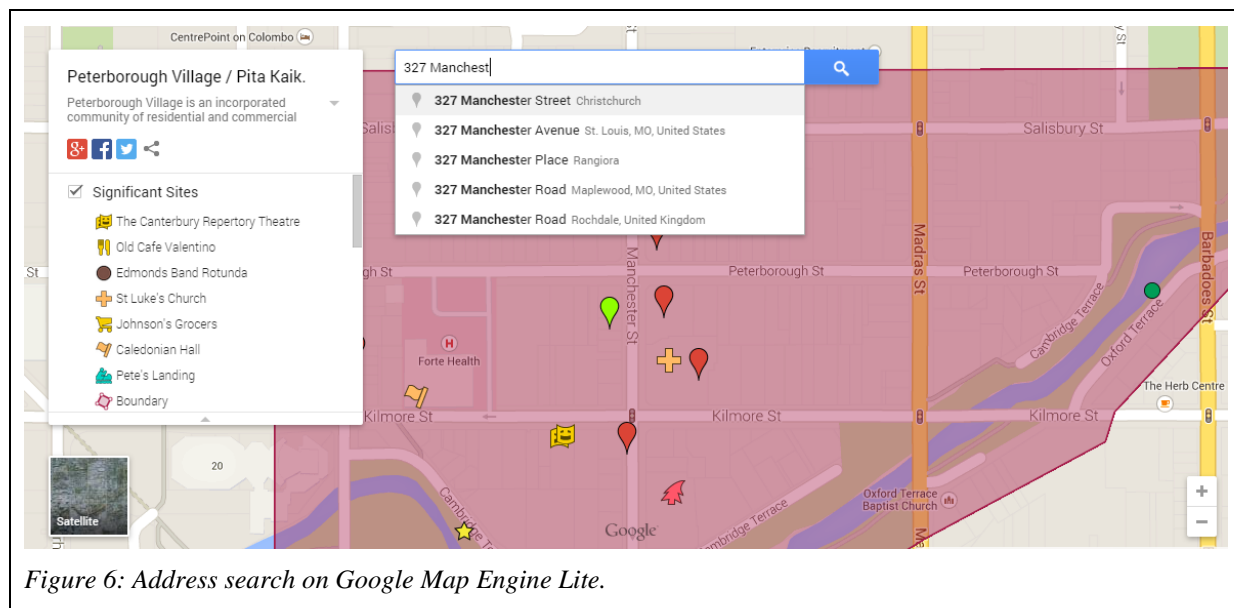 CentrePoint on Colombo
Peterborough Village / Pita Kaik.
Peterborough Village is an incorporated
community of residential and commercial
8+
Significant Sites
The Canterbury Repertory Theatre
Old Cafe Valentino
Edmonds Band Rotunda
St Luke's Church
Johnson's Grocers
Caledonian Hall
Pete's Landing
Boundary
327 Manchest
327 Manchester Street Christchurch
327 Manchester Avenue St. Louis, MO, United States
327 Manchester Place Rangiora
327 Manchester Road Maplewood, MO, United States
327 Manchester Road Rochdale, United Kingdom
Salisbury St
St
Peterborough St
Peterborough St
Manchester St
Madras St
Barbadoes St
Cambridge Terrace
Oxford Terrace
H
Forte Health
The Herb Centre
Kilmore St
Kilmore St
Kilmore St
20
Satellite
Oxford Terrace
Baptist Church
Cambridge Terrace
Google
+
−
Figure 6: Address search on Google Map Engine Lite.